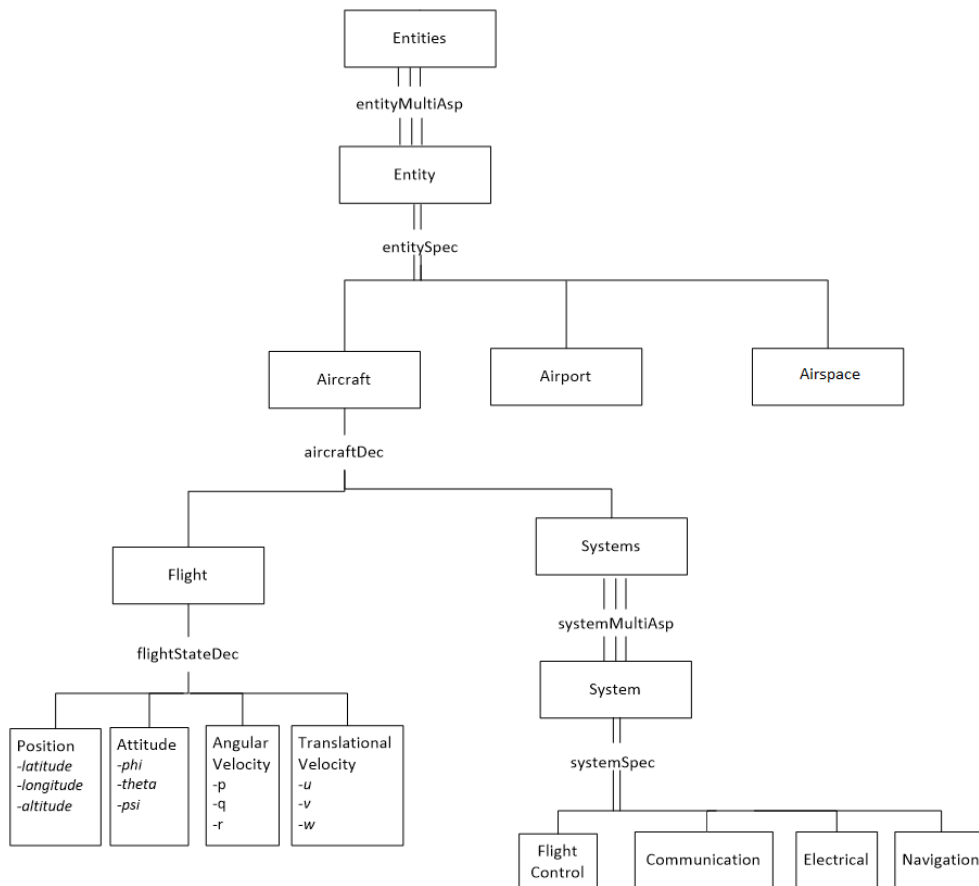 Entities
entityMultiAsp
Entity
entitySpec
Aircraft
Airport
Airspace
aircraftDec
Flight
Systems
flightStateDec
systemMultiAsp
System
Position
-latitude
-longitude
-altitude
Attitude
-phi
-theta
-psi
Angular
Velocity
-p
-q
-r
Translational
Velocity
-u
-v
-w
systemSpec
Flight
Control
Communication
Electrical
Navigation